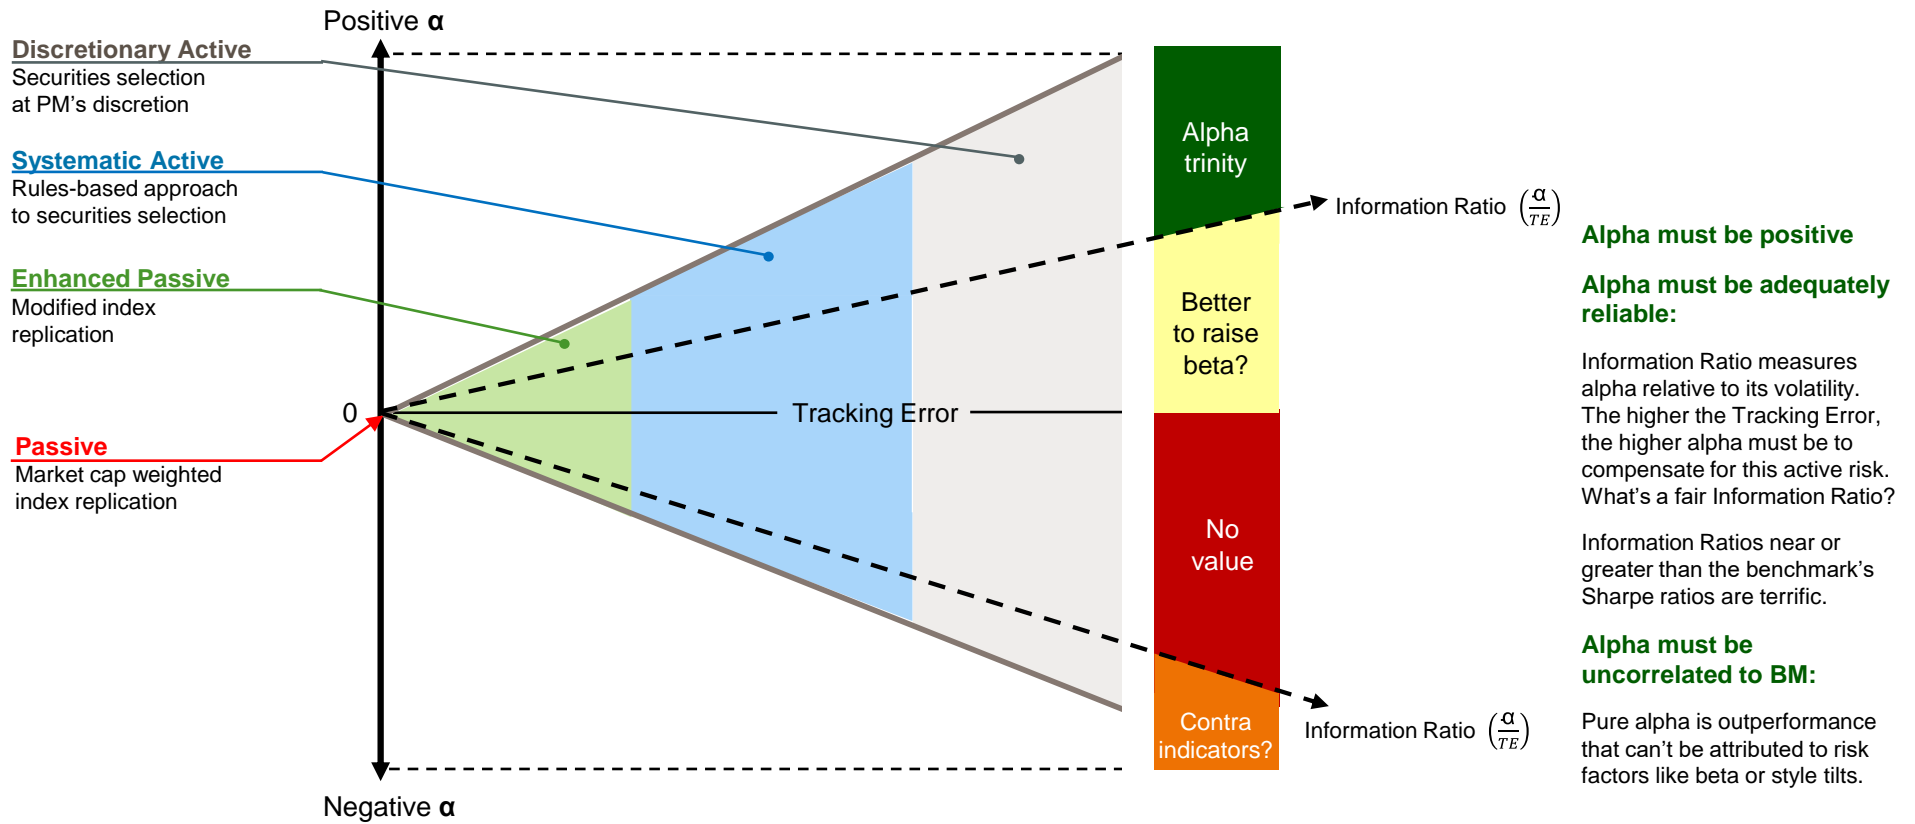 Positive α
Discretionary Active
Securities selection
at PM's discretion
Systematic Active
Rules-based approach
to securities selection
Enhanced Passive
Modified index
replication
0
Tracking Error
Passive
Market cap weighted
index replication
Negative α
Alpha
trinity
Better
to raise
beta?
No
value
Contra
indicators?
Information Ratio (α/TE)
Information Ratio (α/TE)
Alpha must be positive
Alpha must be adequately
reliable:
Information Ratio measures
alpha relative to its volatility.
The higher the Tracking Error,
the higher alpha must be to
compensate for this active risk.
What's a fair Information Ratio?
Information Ratios near or
greater than the benchmark's
Sharpe ratios are terrific.
Alpha must be
uncorrelated to BM:
Pure alpha is outperformance
that can't be attributed to risk
factors like beta or style tilts.